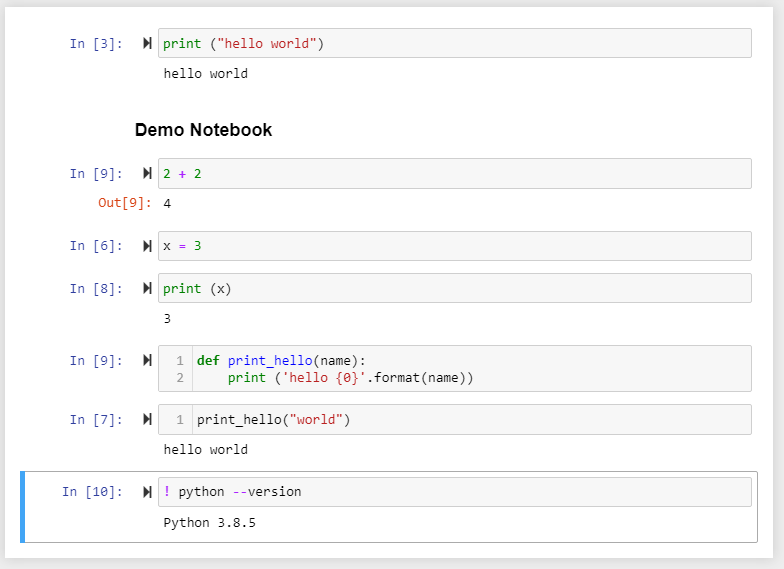 In [3]: print ("hello world")
hello world
Demo Notebook
In [9]: 2 + 2
Out[9]: 4
In [6]: x = 3
In [8]: print (x)
3
In [9]: 1 def print_hello(name):
2     print ('hello {0}'.format(name))
In [7]: 1 print_hello("world")
hello world
In [10]: ! python --version
Python 3.8.5